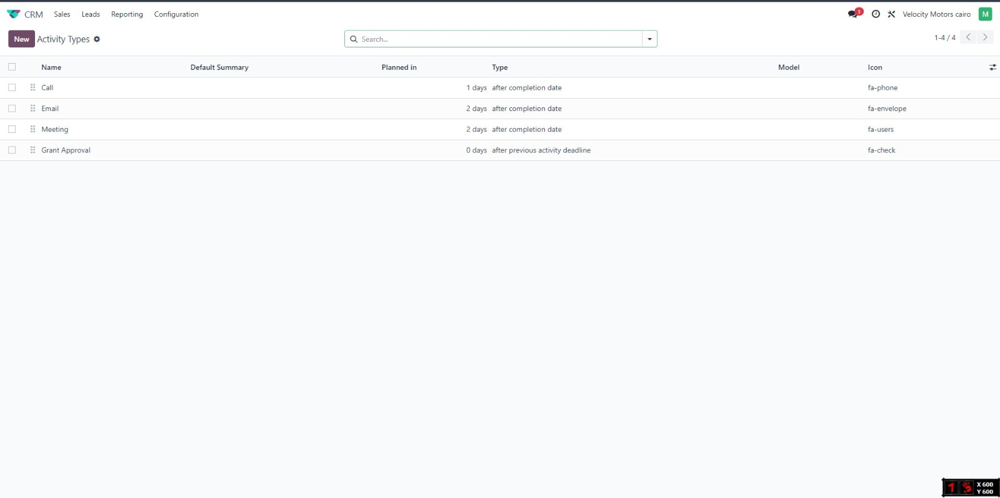 CRM Sales Leads Reporting Configuration 3 Velocity Motors cairo M
New Activity Types Search... 1-4 / 4
Name Default Summary Planned in Type Model Icon
Call 1 days after completion date fa-phone
Email 2 days after completion date fa-envelope
Meeting 2 days after completion date fa-users
Grant Approval 0 days after previous activity deadline fa-check
X 600
Y 600